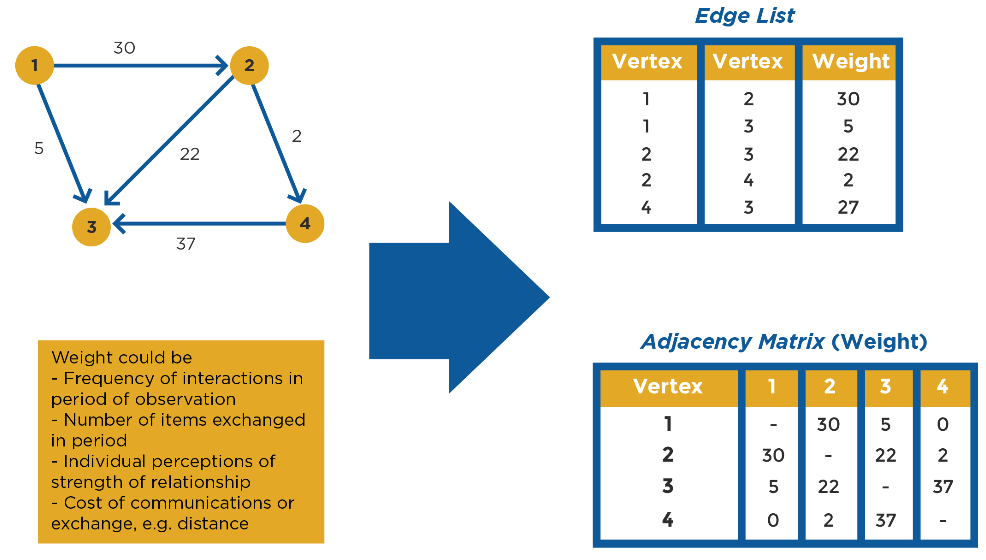 30
1
2
5
22
2
3
4
37
Weight could be
- Frequency of interactions in
period of observation
- Number of items exchanged
in period
- Individual perceptions of
strength of relationship
- Cost of communications or
exchange, e.g. distance
Edge List
Vertex Vertex Weight
1 2 30
1 3 5
2 3 22
2 4 2
4 3 27
Adjacency Matrix (Weight)
Vertex 1 2 3 4
1 - 30 5 0
2 30 - 22 2
3 5 22 - 37
4 0 2 37 -